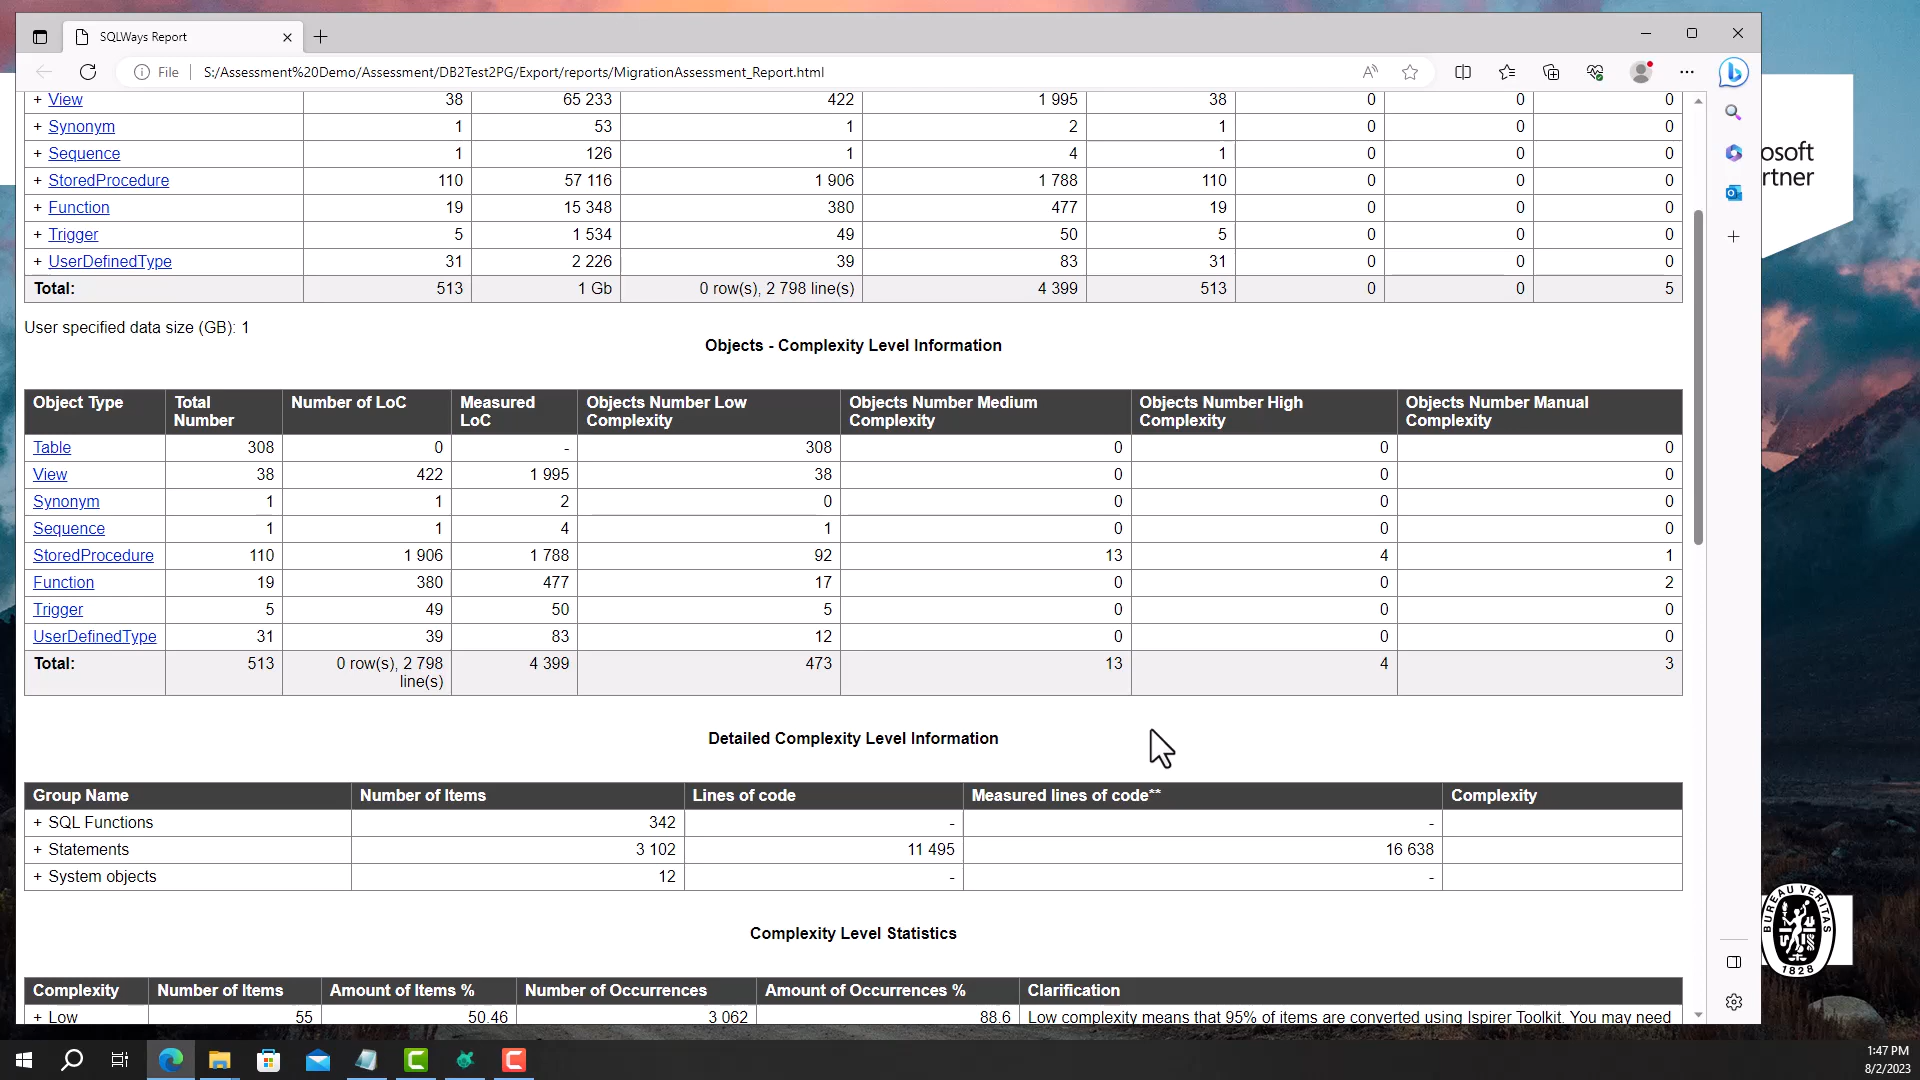 SQLWays Report
File S:/Assessment%20Demo/Assessment/DB2Test2PG/Export/reports/MigrationAssessment_Report.html
+ View 38 65 233 422 1 995 38 0 0 0
+ Synonym 1 53 1 2 1 0 0 0
+ Sequence 1 126 1 4 1 0 0 0
+ StoredProcedure 110 57 116 1 906 1 788 110 0 0 0
+ Function 19 15 348 380 477 19 0 0 0
+ Trigger 5 1 534 49 50 5 0 0 0
+ UserDefinedType 31 2 226 39 83 31 0 0 0
Total: 513 1 Gb 0 row(s), 2 798 line(s) 4 399 513 0 0 5
User specified data size (GB): 1
Objects - Complexity Level Information
Object Type Total Number Number of LoC Measured LoC Objects Number Low Complexity Objects Number Medium Complexity Objects Number High Complexity Objects Number Manual Complexity
Table 308 0 - 308 0 0 0
View 38 422 1 995 38 0 0 0
Synonym 1 1 2 0 0 0 0
Sequence 1 1 4 1 0 0 0
StoredProcedure 110 1 906 1 788 92 13 4 1
Function 19 380 477 17 0 0 2
Trigger 5 49 50 5 0 0 0
UserDefinedType 31 39 83 12 0 0 0
Total: 513 0 row(s), 2 798 line(s) 4 399 473 13 4 3
Detailed Complexity Level Information
Group Name Number of Items Lines of code Measured lines of code** Complexity
+ SQL Functions 342 - -
+ Statements 3 102 11 495 16 638
+ System objects 12 - -
Complexity Level Statistics
Complexity Number of Items Amount of Items % Number of Occurrences Amount of Occurrences % Clarification
+ Low 55 50.46 3 062 88.6 Low complexity means that 95% of items are converted using Ispirer Toolkit. You may need
osoft
rtner
BUREAU VERITAS
1828
1:47 PM
8/2/2023